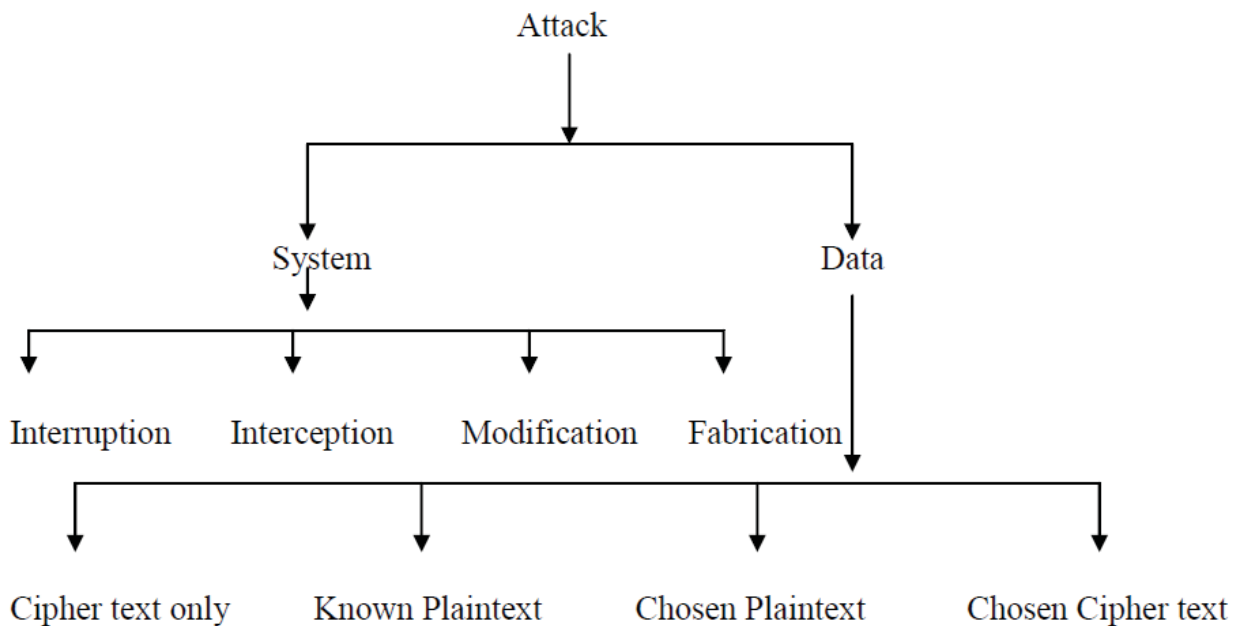 Attack
System Data
Interruption Interception Modification Fabrication
Cipher text only Known Plaintext Chosen Plaintext Chosen Cipher text